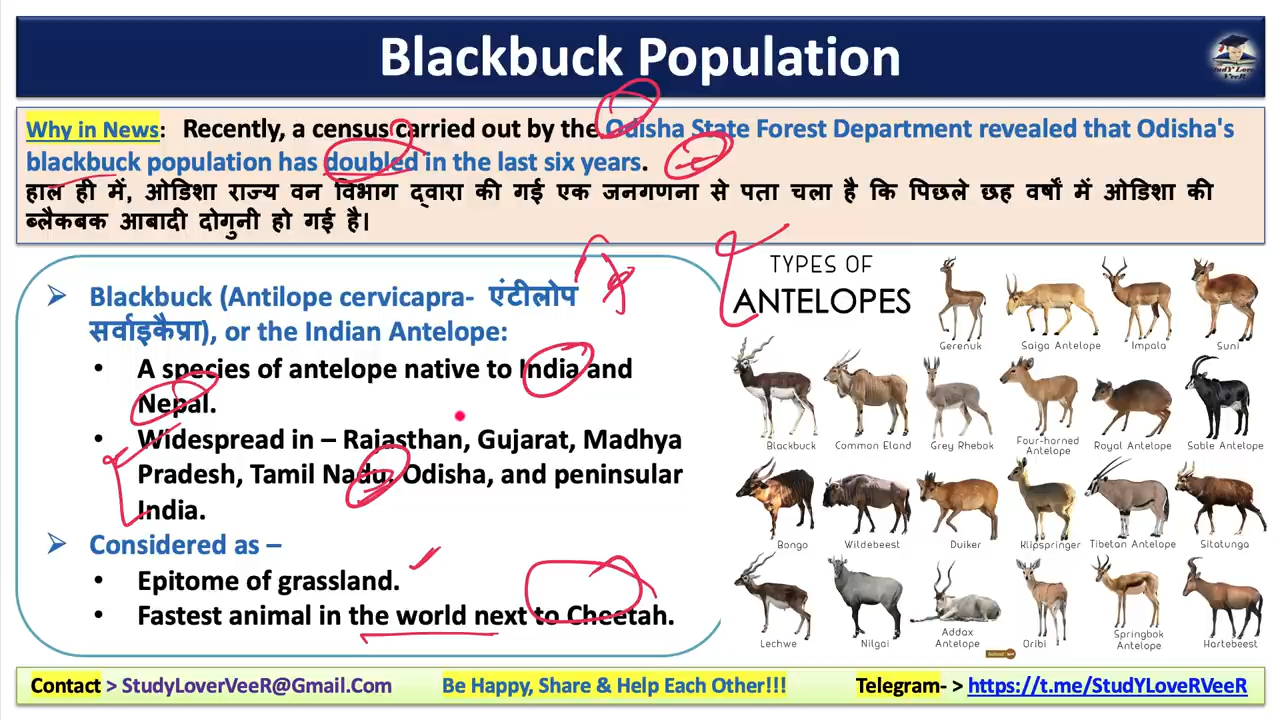 Blackbuck Population
StudY Lover
VeeR
Why in News: Recently, a census carried out by the Odisha State Forest Department revealed that Odisha's
blackbuck population has doubled in the last six years.
हाल ही में, ओडिशा राज्य वन विभाग द्वारा की गई एक जनगणना से पता चला है कि पिछले छह वर्षों में ओडिशा की
ब्लैकबक आबादी दोगुनी हो गई है।
➢ Blackbuck (Antilope cervicapra- एंटीलोप
सर्वाइकैप्रा), or the Indian Antelope:
• A species of antelope native to India and
Nepal.
• Widespread in – Rajasthan, Gujarat, Madhya
Pradesh, Tamil Nadu, Odisha, and peninsular
India.
➢ Considered as –
• Epitome of grassland.
• Fastest animal in the world next to Cheetah.
TYPES OF
ANTELOPES
Gerenuk Saiga Antelope Impala Suni
Blackbuck Common Eland Grey Rhebok Four-horned Antelope Royal Antelope Sable Antelope
Bongo Wildebeest Duiker Klipspringer Tibetan Antelope Sitatunga
Lechwe Nilgai Addax Antelope Oribi Springbok Antelope Hartebeest
Contact > StudyLoverVeeR@Gmail.Com Be Happy, Share & Help Each Other!!! Telegram- > https://t.me/StudYLoveRVeeR